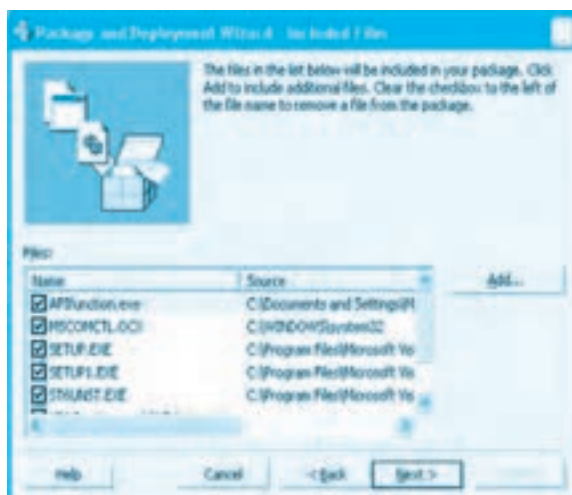 Package and Deployment Wizard - Included Files
The files in the list below will be included in your package. Click
Add to include additional files. Clear the checkbox to the left of
the file name to remove a file from the package.
Files:
Name Source
APIfunction.exe C:\Documents and Settings\M
MSCOMCTL.OCX C:\WINDOWS\system32
SETUP.EXE C:\Program Files\Microsoft Vis
SETUP1.EXE C:\Program Files\Microsoft Vis
ST6UNST.EXE C:\Program Files\Microsoft Vis
Add...
Help Cancel < Back Next >